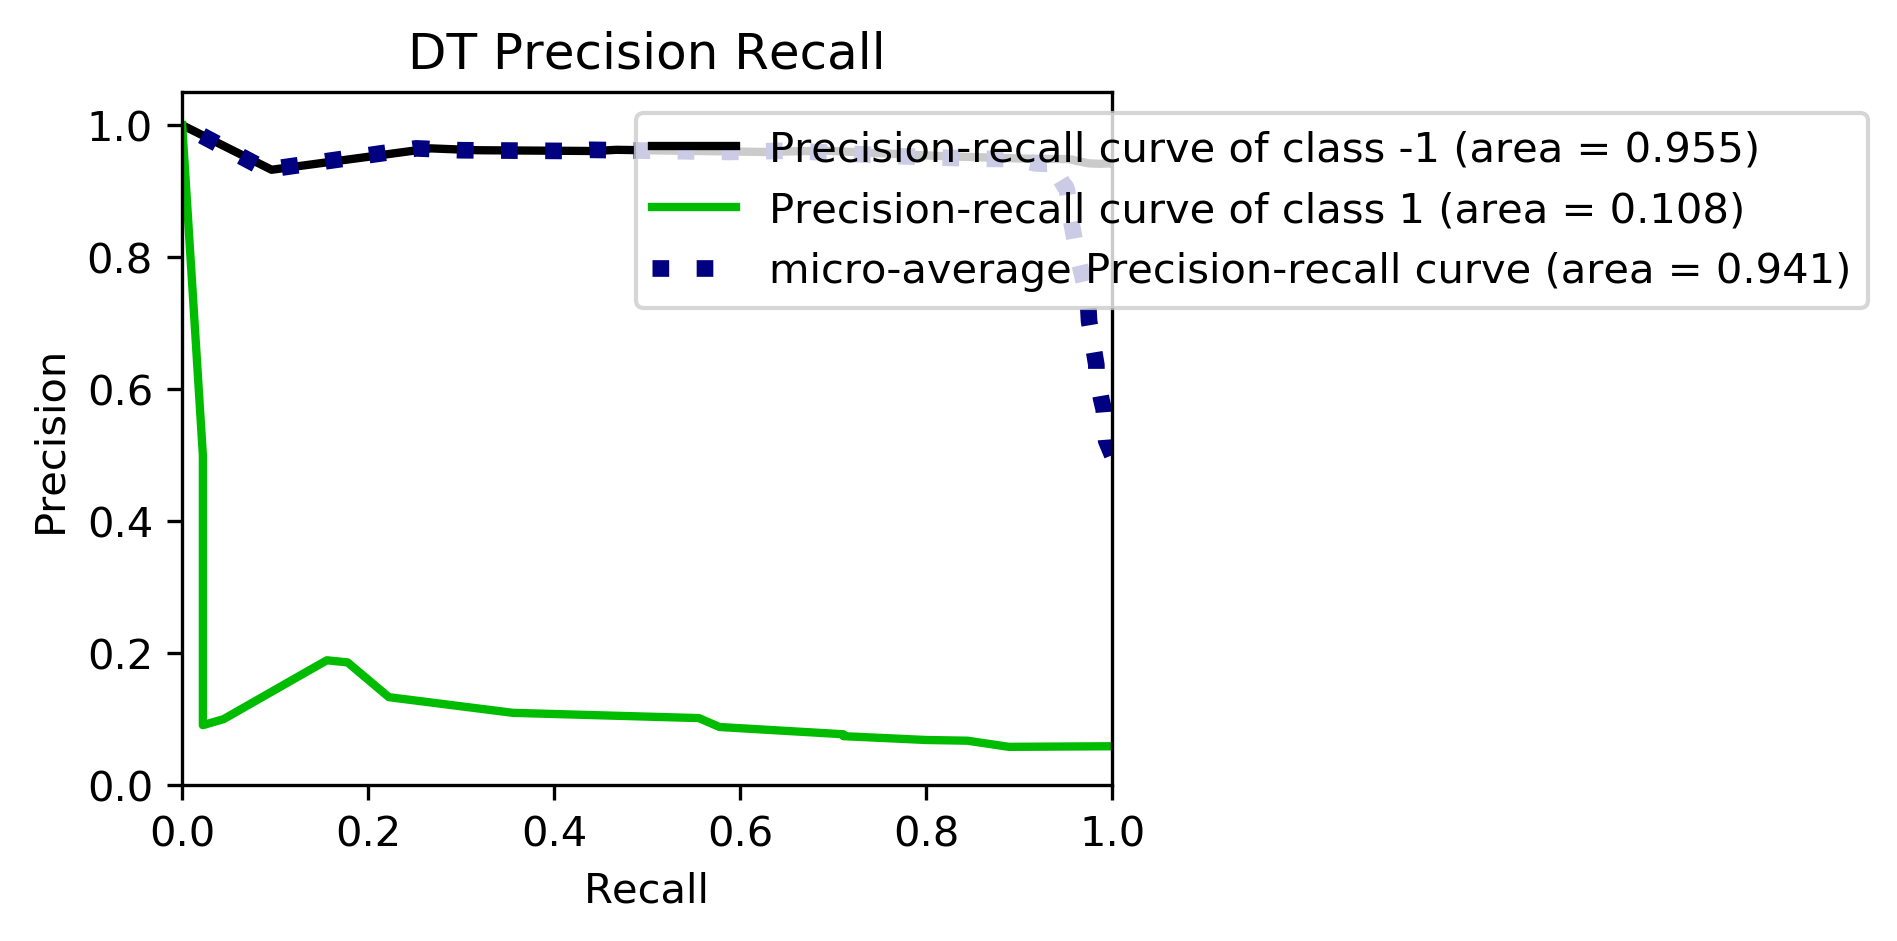 DT Precision Recall
Precision-recall curve of class -1 (area = 0.955)
Precision-recall curve of class 1 (area = 0.108)
micro-average Precision-recall curve (area = 0.941)
Precision
1.0
0.8
0.6
0.4
0.2
0.0
0.0 0.2 0.4 0.6 0.8 1.0
Recall